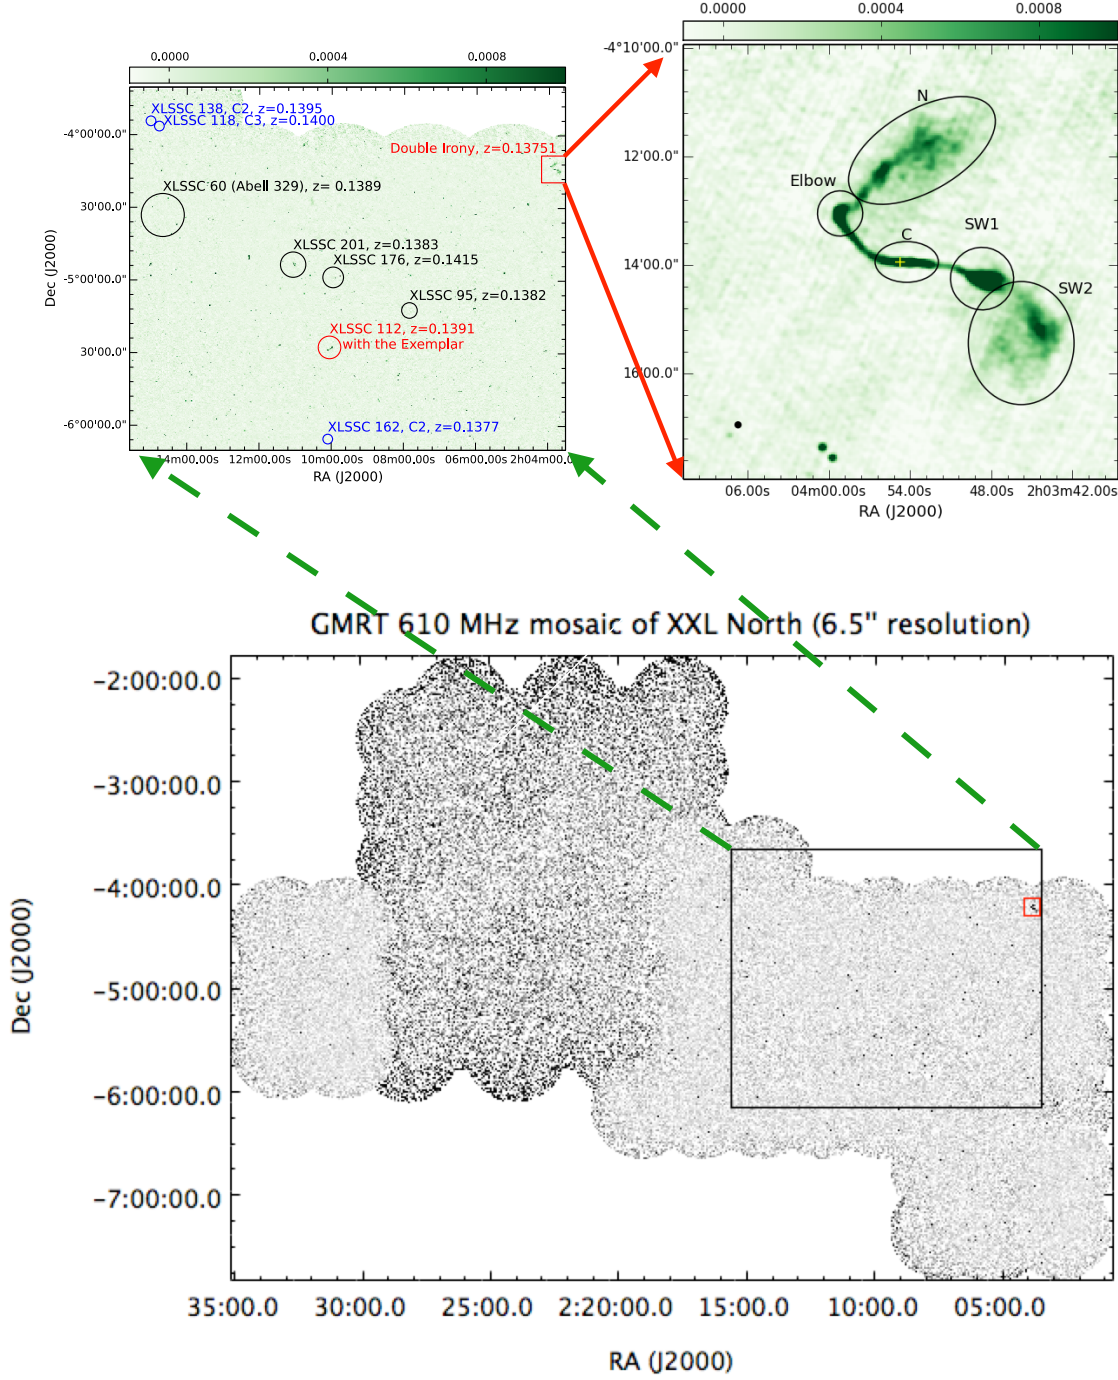 0.0000 0.0004 0.0008
XLSSC 138, C2, z=0.1395
XLSSC 118, C3, z=0.1400
Double Irony, z=0.13751
XLSSC 60 (Abell 329), z= 0.1389
XLSSC 201, z=0.1383
XLSSC 176, z=0.1415
XLSSC 95, z=0.1382
XLSSC 112, z=0.1391
with the Exemplar
XLSSC 162, C2, z=0.1377
-4°00'00.0"
30'00.0"
-5°00'00.0"
30'00.0"
-6°00'00.0"
Dec (J2000)
14m00.00s 12m00.00s 10m00.00s 08m00.00s 06m00.00s 2h04m00.00s
RA (J2000)
0.0000 0.0004 0.0008
-4°10'00.0"
12'00.0"
14'00.0"
16'00.0"
N
Elbow
C
SW1
SW2
06.00s 04m00.00s 54.00s 48.00s 2h03m42.00s
RA (J2000)
GMRT 610 MHz mosaic of XXL North (6.5" resolution)
-2:00:00.0
-3:00:00.0
-4:00:00.0
-5:00:00.0
-6:00:00.0
-7:00:00.0
Dec (J2000)
35:00.0 30:00.0 25:00.0 2:20:00.0 15:00.0 10:00.0 05:00.0
RA (J2000)